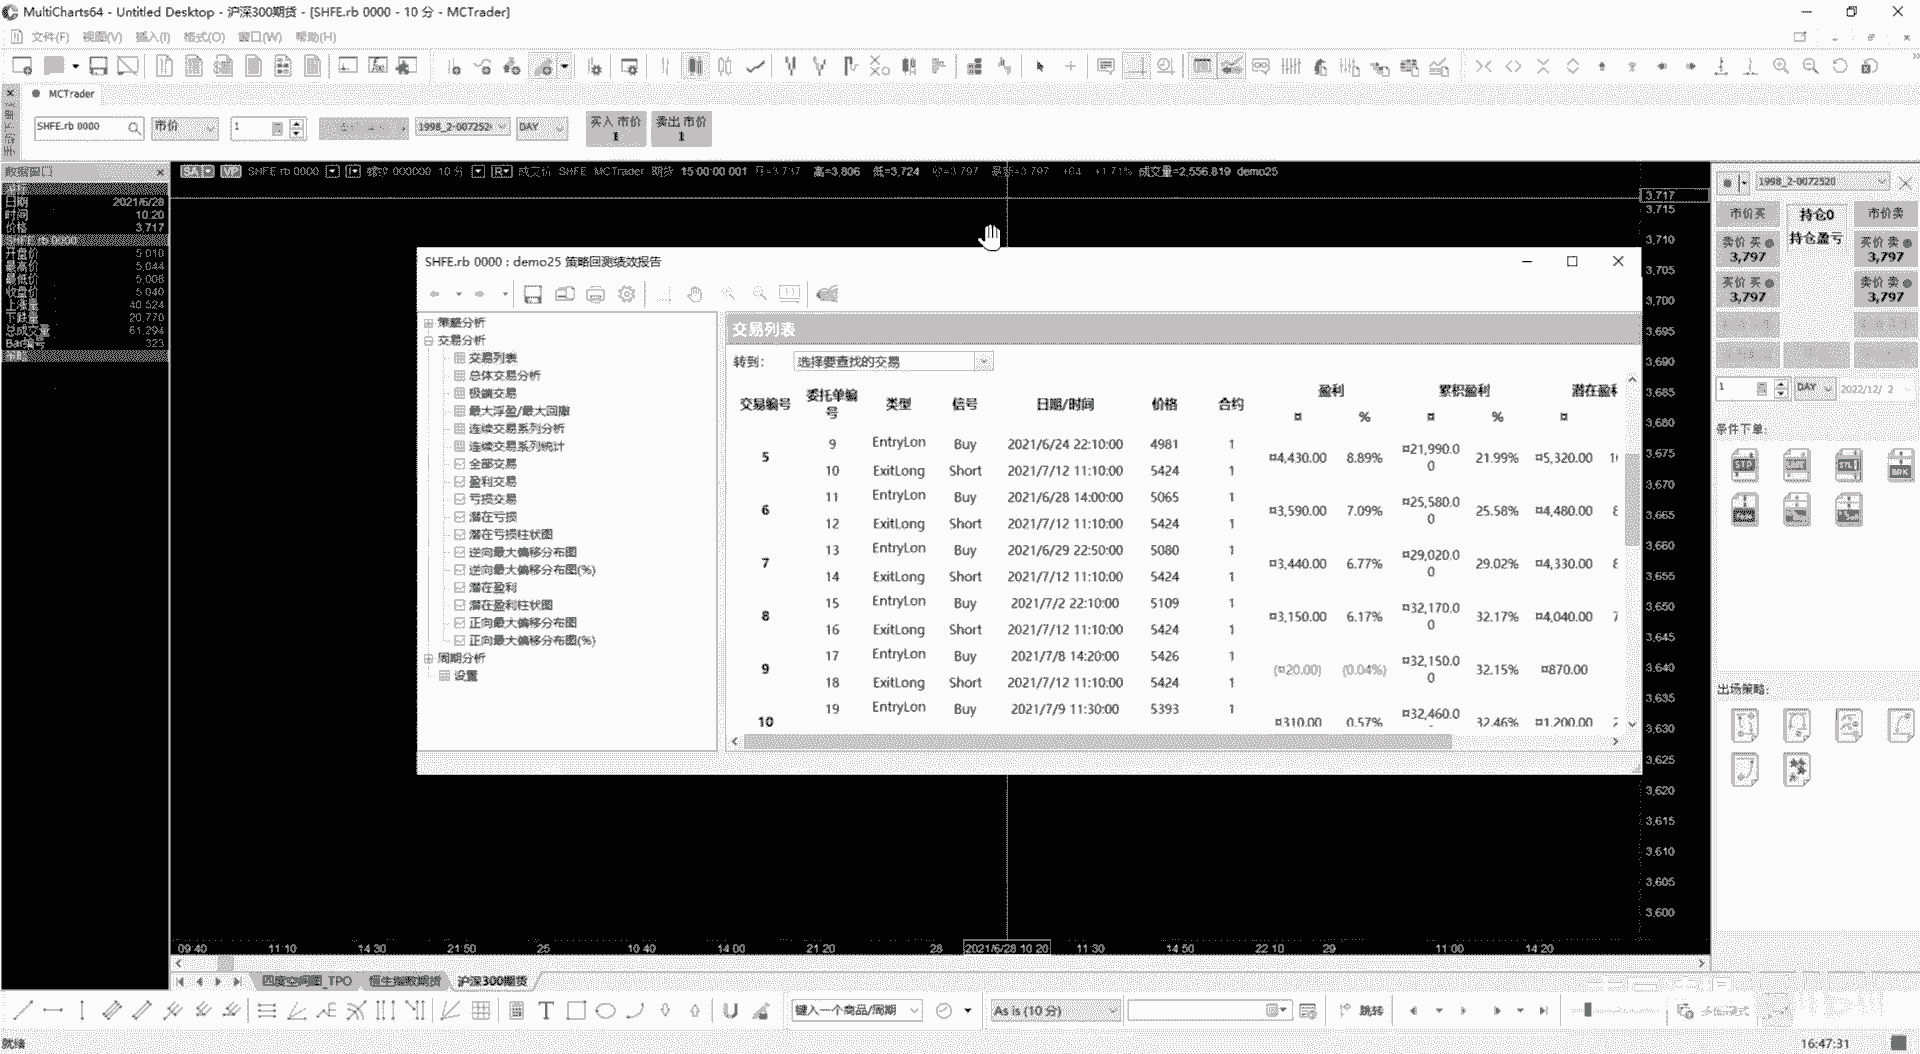 MultiCharts64 - Untitled Desktop - 沪深300期货 - [SHFE.rb 0000 - 10 分 - MCTrader]
文件(F) 视图(V) 插入(I) 格式(O) 窗口(W) 帮助(H)
MCTrader
SHFE.rb 0000 市价 1 DAY 买入 市价 1 卖出 市价 1
数据窗口
SA VP SHFE rb 0000 10 分 成交价 SHFE MCTrader 期货 15:00:00 001 高=3,806 低=3,724 +1.71% 成交量=2,556.819 demo25
日期 2021/6/28
时间 10:20
价格 3,717
SHFE rb 0000
开盘价 5 010
最高价 5,044
最低价 5,008
收盘价 5 040
上涨量 40 524
下跌量 20,770
总成交量 61,294
Bar编号 323
SHFE.rb 0000 : demo25 策略回测绩效报告
策略分析
交易分析
交易列表
总体交易分析
极端交易
最大浮盈/最大回撤
连续交易系列分析
连续交易系列统计
全部交易
盈利交易
亏损交易
潜在亏损
潜在亏损柱状图
逆向最大偏移分布图
逆向最大偏移分布图(%)
潜在盈利
潜在盈利柱状图
正向最大偏移分布图
正向最大偏移分布图(%)
周期分析
设置
交易列表
转到: 选择要查找的交易
交易编号 委托单编号 类型 信号 日期/时间 价格 合约 盈利 累积盈利 潜在盈利
¤ % ¤ % ¤
5 9 EntryLon Buy 2021/6/24 22:10:00 4981 1 ¤4,430.00 8.89% ¤21,990.00 21.99% ¤5,320.00
10 ExitLong Short 2021/7/12 11:10:00 5424 1
6 11 EntryLon Buy 2021/6/28 14:00:00 5065 1 ¤3,590.00 7.09% ¤25,580.00 25.58% ¤4,480.00
12 ExitLong Short 2021/7/12 11:10:00 5424 1
7 13 EntryLon Buy 2021/6/29 22:50:00 5080 1 ¤3,440.00 6.77% ¤29,020.00 29.02% ¤4,330.00
14 ExitLong Short 2021/7/12 11:10:00 5424 1
8 15 EntryLon Buy 2021/7/2 22:10:00 5109 1 ¤3,150.00 6.17% ¤32,170.00 32.17% ¤4,040.00
16 ExitLong Short 2021/7/12 11:10:00 5424 1
9 17 EntryLon Buy 2021/7/8 14:20:00 5426 1 (¤20.00) (0.04%) ¤32,150.00 32.15% ¤870.00
18 ExitLong Short 2021/7/12 11:10:00 5424 1
10 19 EntryLon Buy 2021/7/9 11:30:00 5393 1 ¤310.00 0.57% ¤32,460.0 32.46% ¤1,200.00
3,717
3,715
3,710
3,705
3,700
3,695
3,690
3,685
3,680
3,675
3,670
3,665
3,660
3,655
3,650
3,645
3,640
3,635
3,630
3,625
3,620
3,615
3,610
3,605
3,600
1998_2-0072520
市价买 持仓0 市价卖
卖价 买 3,797 持仓盈亏 买价 卖 3,797
买价 买 3,797 卖价 卖 3,797
1 DAY 2022/12/ 2
条件下单:
出场策略:
09:40 11 10 14 30 21 50 25 10 40 14 00 21 20 28 2021/6/28 10 20 11:30 14 50 22 10 29 11:00 14 20
四度空间图_TPO 恒生指数期货 沪深300期货
键入一个商品/周期 As is (10 分) 跳转
就绪 16:47:31